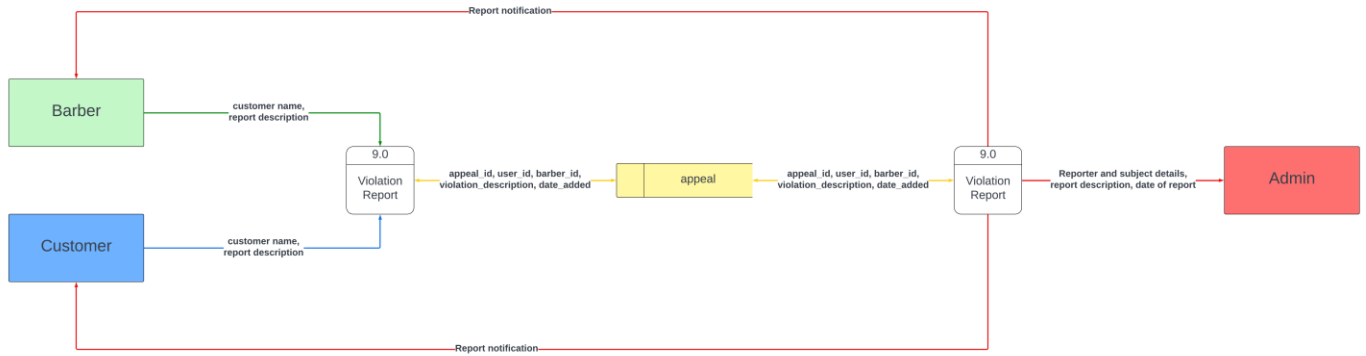 Report notification
Barber
customer name,
report description
9.0
Violation
Report
appeal_id, user_id, barber_id,
violation_description, date_added
appeal
appeal_id, user_id, barber_id,
violation_description, date_added
9.0
Violation
Report
Reporter and subject details,
report description, date of report
Admin
Customer
customer name,
report description
Report notification